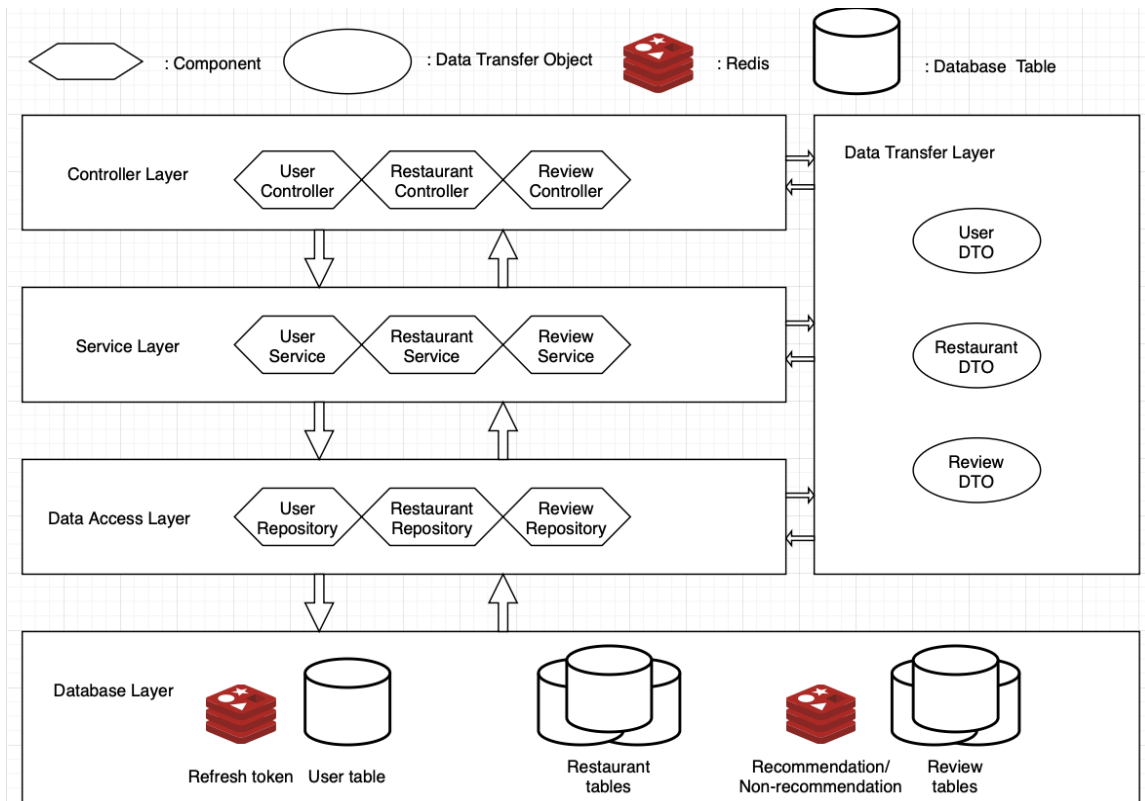 : Component
: Data Transfer Object
: Redis
: Database Table
Controller Layer
User
Controller
Restaurant
Controller
Review
Controller
Data Transfer Layer
User
DTO
Restaurant
DTO
Review
DTO
Service Layer
User
Service
Restaurant
Service
Review
Service
Data Access Layer
User
Repository
Restaurant
Repository
Review
Repository
Database Layer
Refresh token
User table
Restaurant
tables
Recommendation/
Non-recommendation
Review
tables